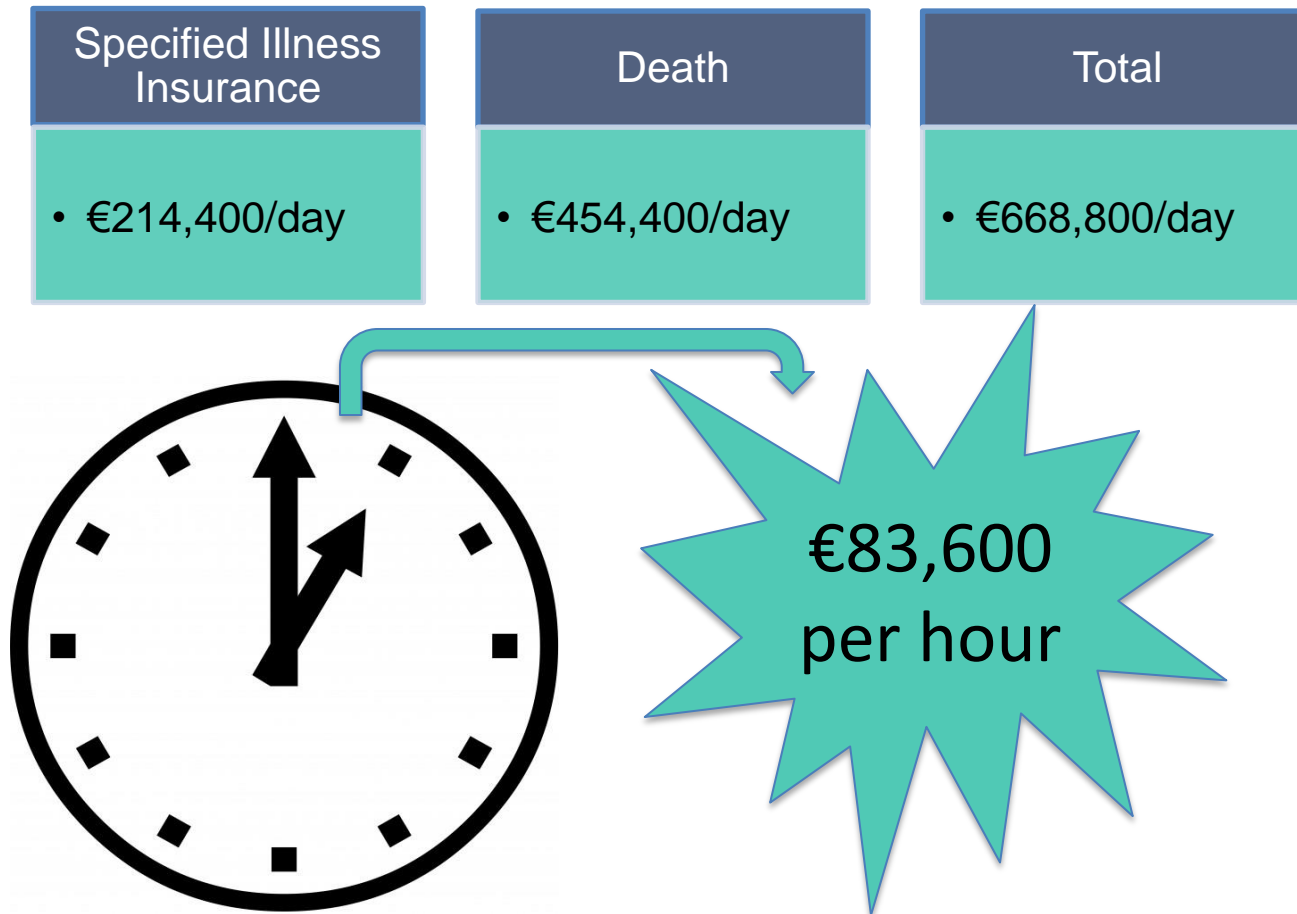 Specified Illness
Insurance
Death
Total
• €214,400/day
• €454,400/day
• €668,800/day
€83,600
per hour